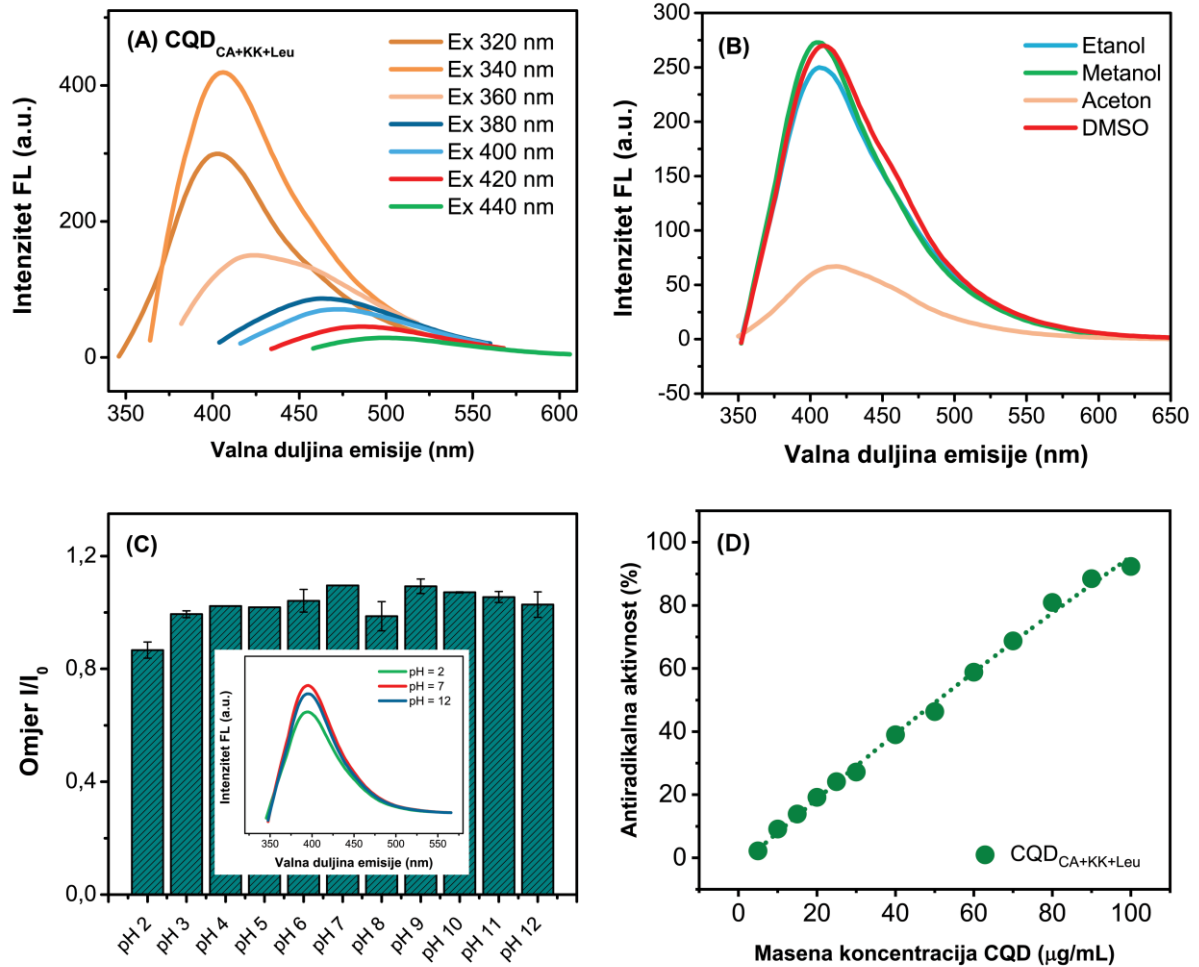 (A) CQD CA+KK+Leu
Ex 320 nm
Ex 340 nm
Ex 360 nm
Ex 380 nm
Ex 400 nm
Ex 420 nm
Ex 440 nm
400
200
0
Intenzitet FL (a.u.)
350 400 450 500 550 600
Valna duljina emisije (nm)
(B)
Etanol
Metanol
Aceton
DMSO
300
250
200
150
100
50
0
-50
Intenzitet FL (a.u.)
350 400 450 500 550 600 650
Valna duljina emisije (nm)
(C)
1,2
0,8
0,4
0,0
Omjer I/I0
pH 2 pH 3 pH 4 pH 5 pH 6 pH 7 pH 8 pH 9 pH 10 pH 11 pH 12
pH = 2
pH = 7
pH = 12
Intenzitet FL (a.u.)
350 400 450 500 550
Valna duljina emisije (nm)
(D)
100
80
60
40
20
0
Antiradikalna aktivnost (%)
CQD CA+KK+Leu
0 20 40 60 80 100
Masena koncentracija CQD (μg/mL)